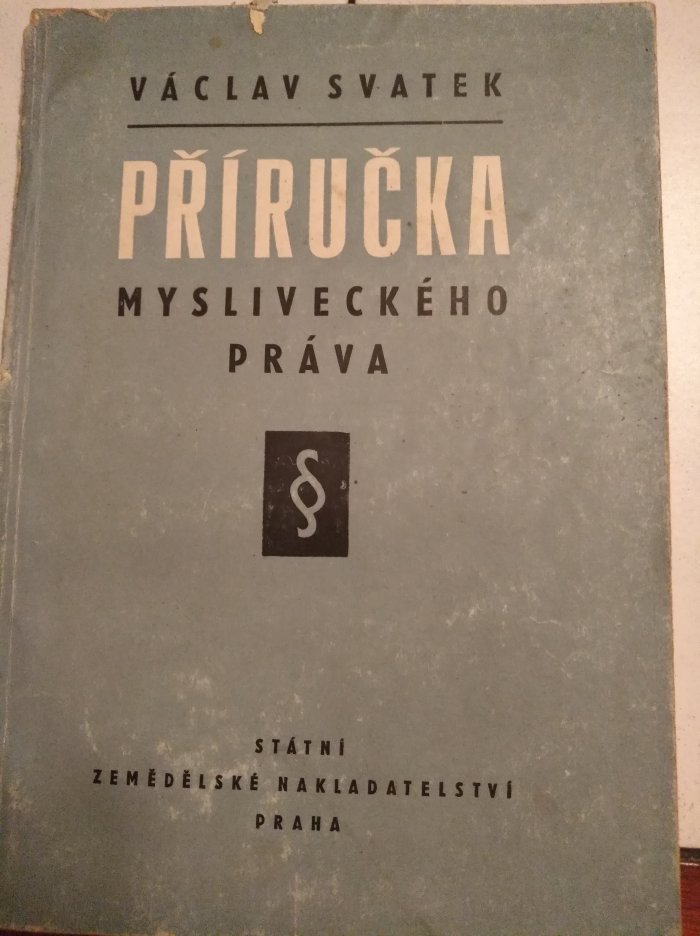 VÁCLAV SVATEK
PŘÍRUČKA
MYSLIVECKÉHO
PRÁVA
§
STÁTNÍ
ZEMĚDĚLSKÉ NAKLADATELSTVÍ
PRAHA